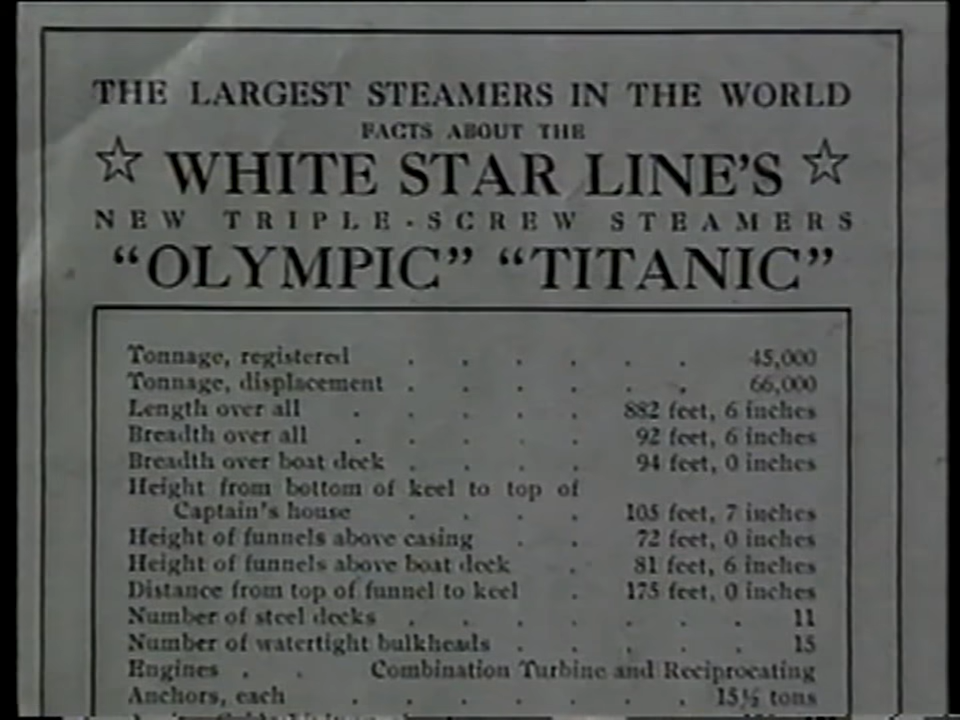 THE LARGEST STEAMERS IN THE WORLD
FACTS ABOUT THE
☆ WHITE STAR LINE'S ☆
NEW TRIPLE-SCREW STEAMERS
“OLYMPIC” “TITANIC”
Tonnage, registered . . . . . . 45,000
Tonnage, displacement . . . . . . 66,000
Length over all . . . . . 882 feet, 6 inches
Breadth over all . . . . . 92 feet, 6 inches
Breadth over boat deck . . . . 94 feet, 0 inches
Height from bottom of keel to top of
Captain's house . . . . 105 feet, 7 inches
Height of funnels above casing . . 72 feet, 0 inches
Height of funnels above boat deck . 81 feet, 6 inches
Distance from top of funnel to keel . 175 feet, 0 inches
Number of steel decks . . . . . . . 11
Number of watertight bulkheads . . . . . 15
Engines . . Combination Turbine and Reciprocating
Anchors, each . . . . . . . 15½ tons